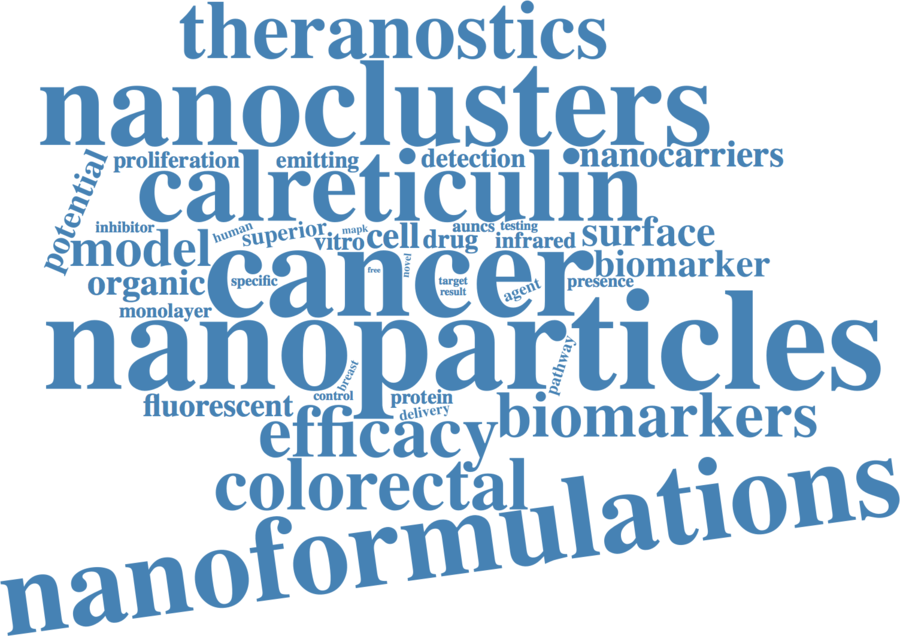 theranostics
nanoclusters
potential
proliferation emitting detection nanocarriers
calreticulin
inhibitor human superior mapk auncs testing
model vitro cell drug infrared surface
cancer
organic specific free novel target agent presence biomarker
result
monolayer
nanoparticles
breast pathway
fluorescent control protein
delivery
efficacy biomarkers
colorectal
nanoformulations